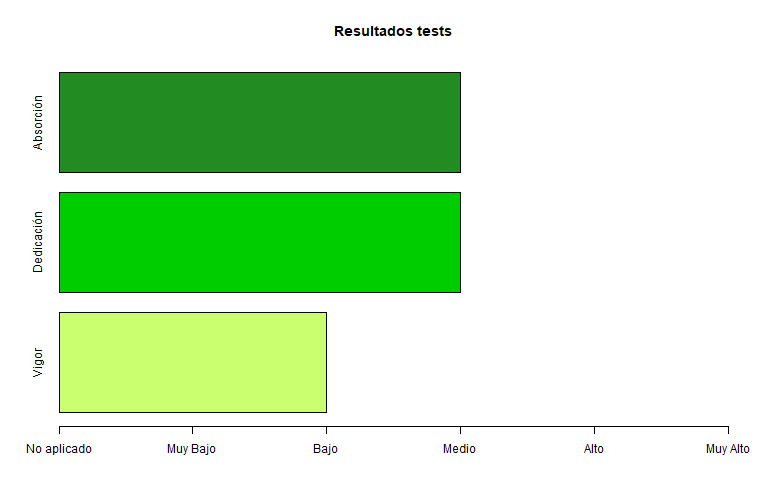 Resultados tests
Absorción
Dedicación
Vigor
No aplicado Muy Bajo Bajo Medio Alto Muy Alto